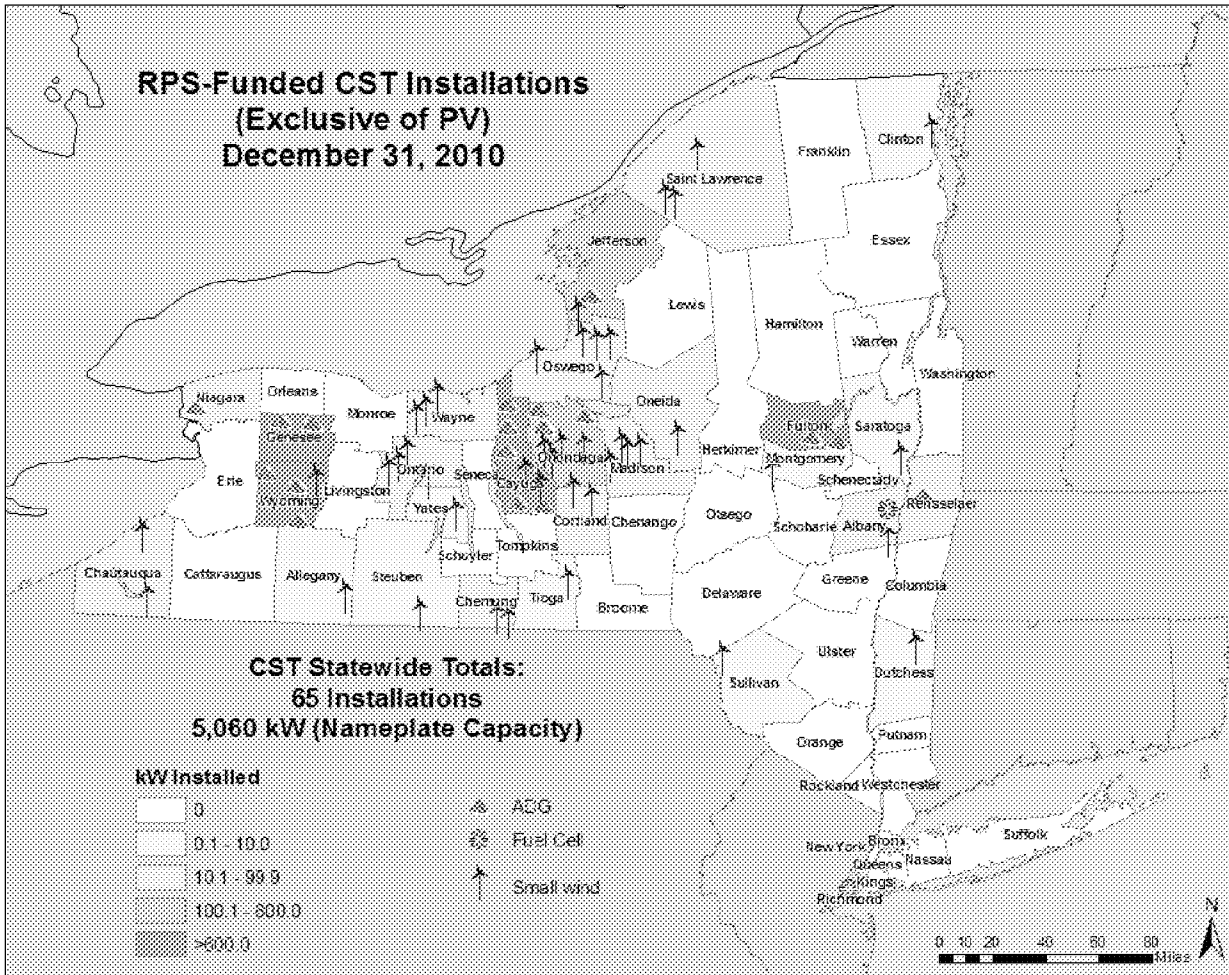 RPS-Funded CST Installations
(Exclusive of PV)
December 31, 2010
Clinton
Franklin
Saint Lawrence
Essex
Jefferson
Lewis
Hamilton
Warren
Washington
Oswego
Oneida
Niagara
Orleans
Monroe
Wayne
Genesee
Fulton
Saratoga
Herkimer
Montgomery
Onondaga
Madison
Ontario
Seneca
Cayuga
Erie
Livingston
Wyoming
Schenectady
Rensselaer
Yates
Cortland
Chenango
Otsego
Schoharie
Albany
Schuyler
Tompkins
Chautauqua
Cattaraugus
Allegany
Steuben
Chemung
Tioga
Broome
Delaware
Greene
Columbia
Ulster
Dutchess
Sullivan
Orange
Putnam
Rockland
Westchester
Suffolk
New York
Bronx
Queens
Nassau
Kings
Richmond
CST Statewide Totals:
65 Installations
5,060 kW (Nameplate Capacity)
kW Installed
0
0.1 - 10.0
10.1 - 99.9
100.1 - 600.0
>600.0
ADG
Fuel Cell
Small wind
N
0 10 20 40 60 80
Miles